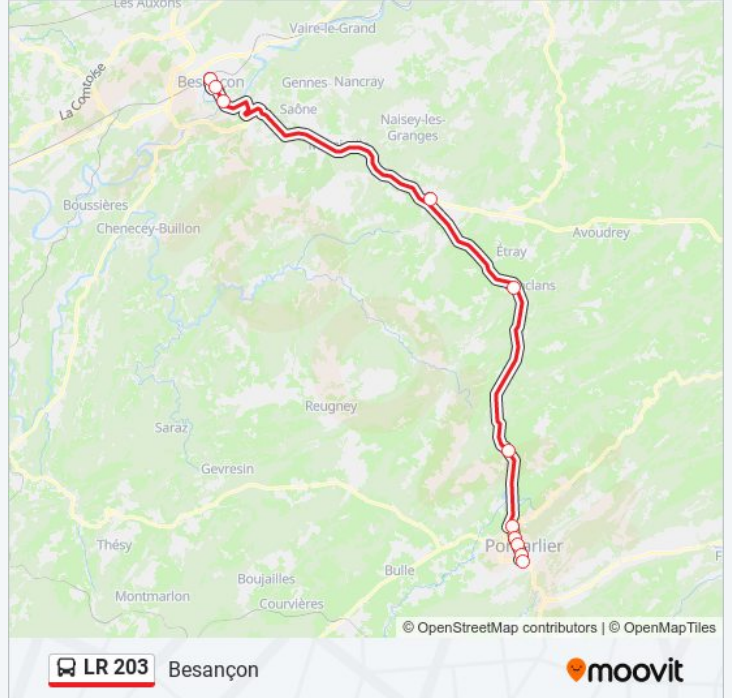 Les Auxons
Vaire-le-Grand
Besançon
Gennes
Nancray
La Comtoise
Saône
Naisey-les-
Granges
Boussières
Chenecey-Buillon
Étray
Avoudrey
clans
Reugney
Saraz
Gevresin
Thésy
Pontarlier
Bulle
Boujailles
Montmarlon
Courvières
F
© OpenStreetMap contributors | © OpenMapTiles
LR 203
Besançon
moovit